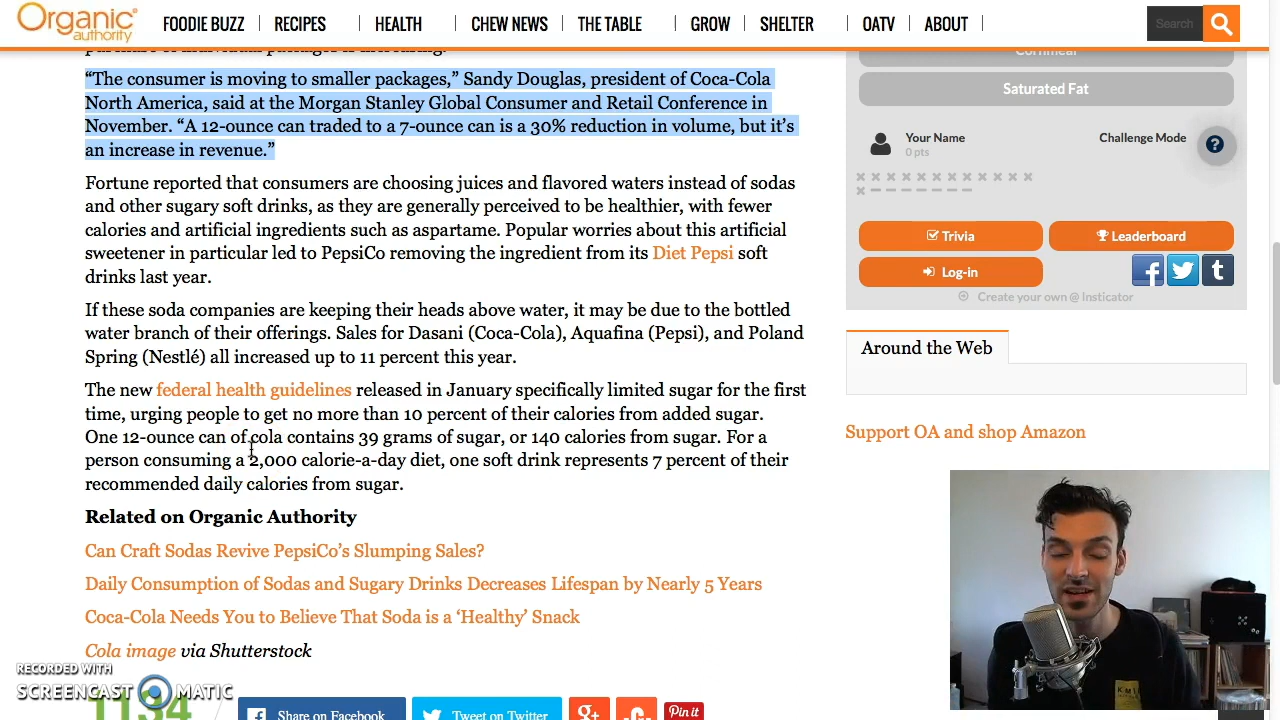 Organic
authority
FOODIE BUZZ
RECIPES
HEALTH
CHEW NEWS
THE TABLE
GROW
SHELTER
OATV
ABOUT
Search
“The consumer is moving to smaller packages,” Sandy Douglas, president of Coca-Cola
North America, said at the Morgan Stanley Global Consumer and Retail Conference in
November. “A 12-ounce can traded to a 7-ounce can is a 30% reduction in volume, but it’s
an increase in revenue.”
Fortune reported that consumers are choosing juices and flavored waters instead of sodas
and other sugary soft drinks, as they are generally perceived to be healthier, with fewer
calories and artificial ingredients such as aspartame. Popular worries about this artificial
sweetener in particular led to PepsiCo removing the ingredient from its Diet Pepsi soft
drinks last year.
If these soda companies are keeping their heads above water, it may be due to the bottled
water branch of their offerings. Sales for Dasani (Coca-Cola), Aquafina (Pepsi), and Poland
Spring (Nestlé) all increased up to 11 percent this year.
The new federal health guidelines released in January specifically limited sugar for the first
time, urging people to get no more than 10 percent of their calories from added sugar.
One 12-ounce can of cola contains 39 grams of sugar, or 140 calories from sugar. For a
person consuming a 2,000 calorie-a-day diet, one soft drink represents 7 percent of their
recommended daily calories from sugar.
Related on Organic Authority
Can Craft Sodas Revive PepsiCo’s Slumping Sales?
Daily Consumption of Sodas and Sugary Drinks Decreases Lifespan by Nearly 5 Years
Coca-Cola Needs You to Believe That Soda is a ‘Healthy’ Snack
Cola image via Shutterstock
RECORDED WITH
SCREENCAST MATIC
1134
Share on Facebook
Tweet on Twitter
g+
Pin it
Cornmeal
Saturated Fat
Your Name
0 pts
Challenge Mode
?
Trivia
Leaderboard
Log-in
Create your own @ Insticator
Around the Web
Support OA and shop Amazon